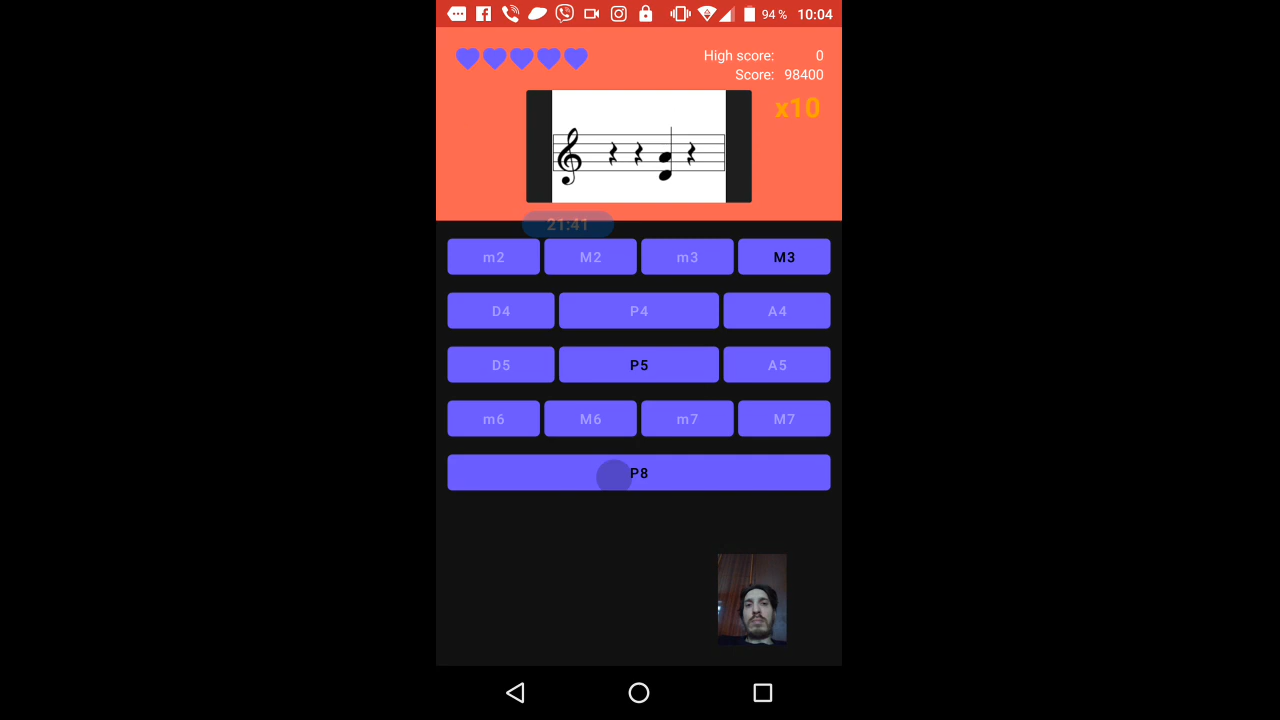 94 % 10:04
High score: 0
Score: 98400
x10
21:41
m2 M2 m3 M3
D4 P4 A4
D5 P5 A5
m6 M6 m7 M7
P8